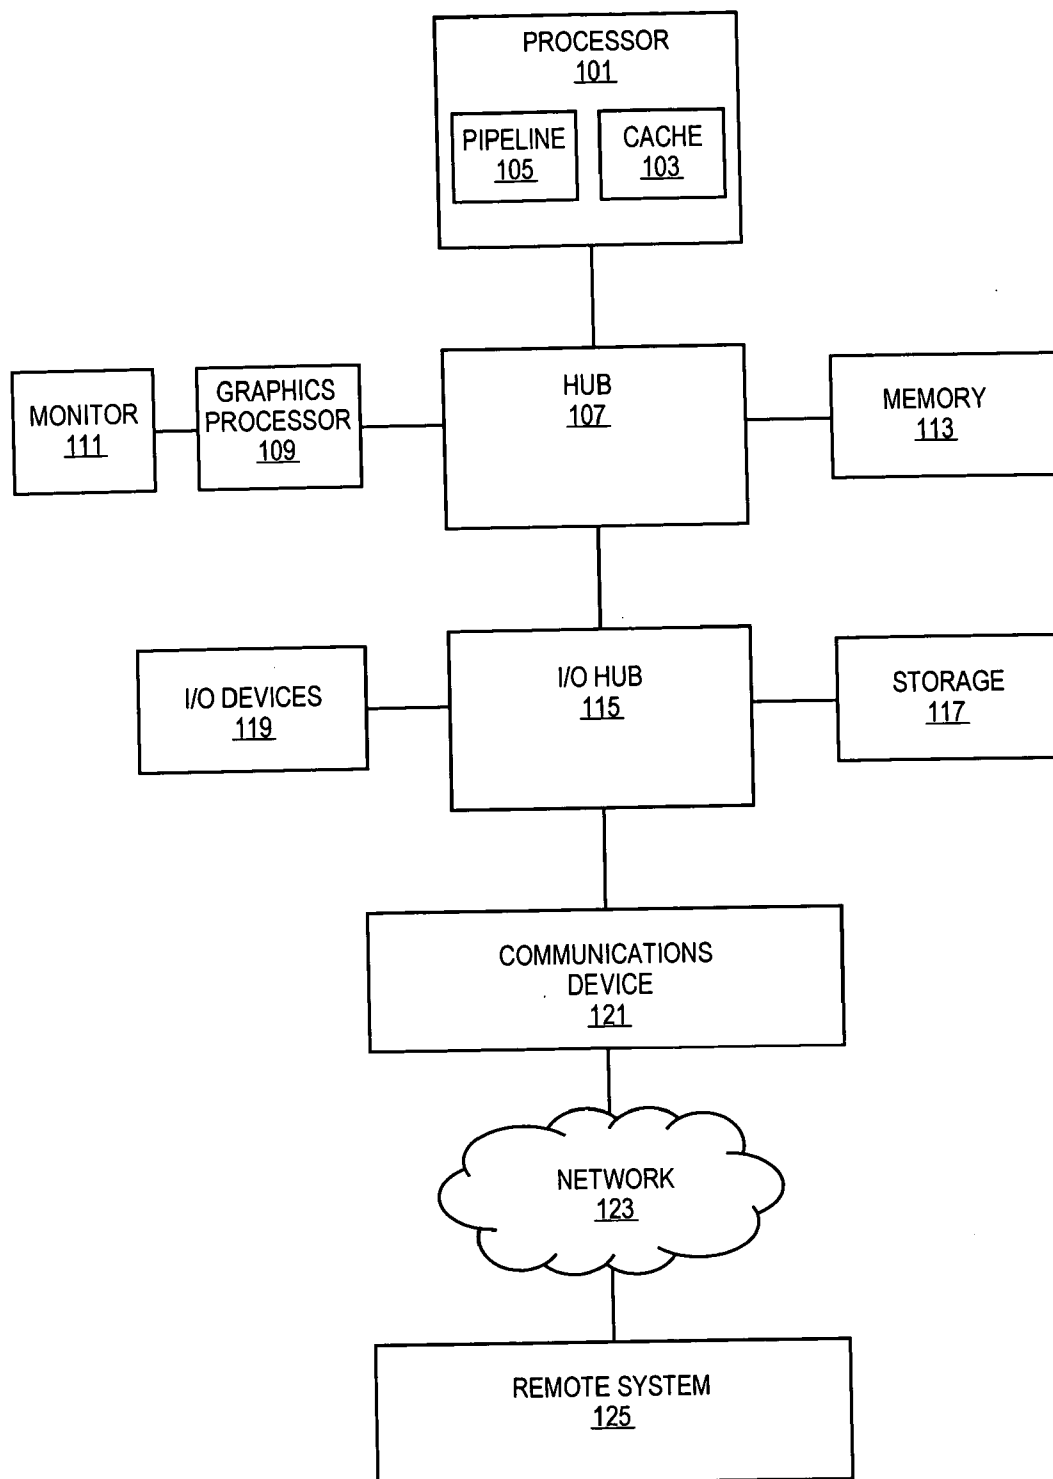 PROCESSOR
101
PIPELINE
105
CACHE
103
MONITOR
111
GRAPHICS
PROCESSOR
109
HUB
107
MEMORY
113
I/O DEVICES
119
I/O HUB
115
STORAGE
117
COMMUNICATIONS
DEVICE
121
NETWORK
123
REMOTE SYSTEM
125